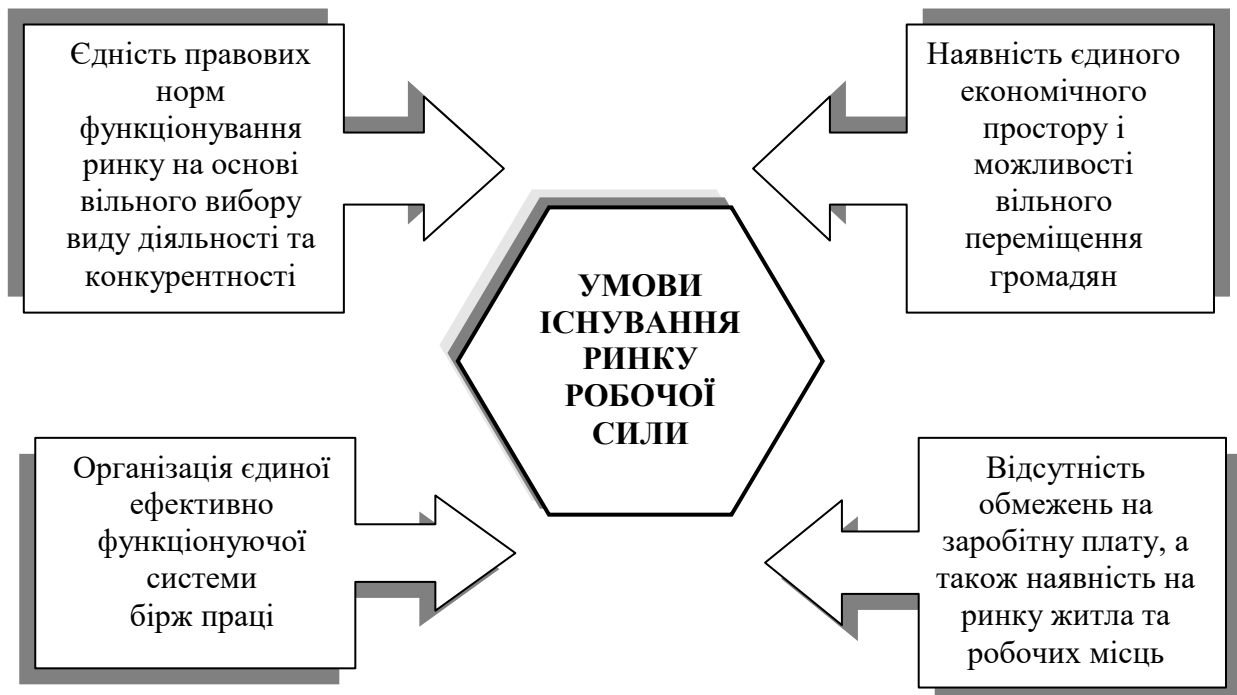 Єдність правових
норм
функціонування
ринку на основі
вільного вибору
виду діяльності та
конкурентності
Наявність єдиного
економічного
простору і
можливості
вільного
переміщення
громадян
УМОВИ
ІСНУВАННЯ
РИНКУ
РОБОЧОЇ
СИЛИ
Організація єдиної
ефективно
функціонуючої
системи
бірж праці
Відсутність
обмежень на
заробітну плату, а
також наявність на
ринку житла та
робочих місць